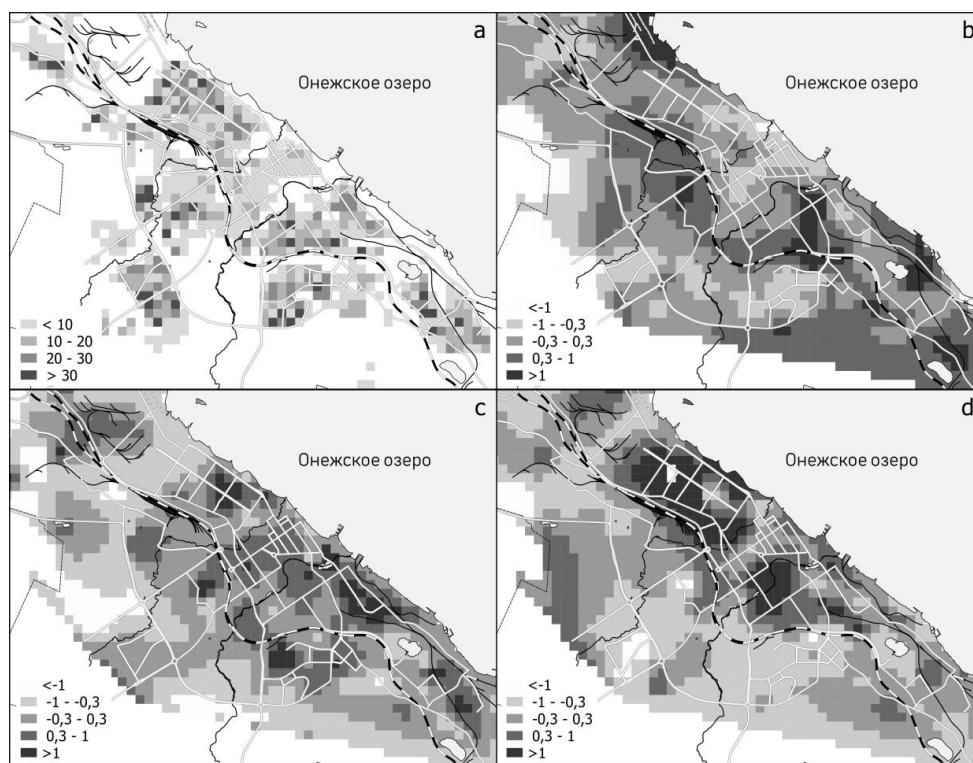 a
Онежское озеро
< 10
10 - 20
20 - 30
> 30
b
Онежское озеро
<-1
-1 - -0,3
-0,3 - 0,3
0,3 - 1
>1
c
Онежское озеро
<-1
-1 - -0,3
-0,3 - 0,3
0,3 - 1
>1
d
Онежское озеро
<-1
-1 - -0,3
-0,3 - 0,3
0,3 - 1
>1